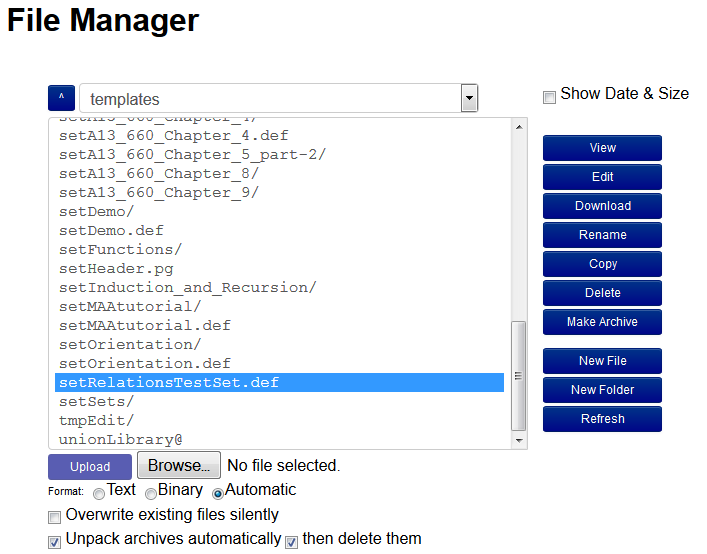 File Manager
^ templates
Show Date & Size
setA13_660_Chapter_4/
setA13_660_Chapter_4.def
setA13_660_Chapter_5_part-2/
setA13_660_Chapter_8/
setA13_660_Chapter_9/
setDemo/
setDemo.def
setFunctions/
setHeader.pg
setInduction_and_Recursion/
setMAAtutorial/
setMAAtutorial.def
setOrientation/
setOrientation.def
setRelationsTestSet.def
setSets/
tmpEdit/
unionLibrary@
View
Edit
Download
Rename
Copy
Delete
Make Archive
New File
New Folder
Refresh
Upload Browse... No file selected.
Format: Text Binary Automatic
Overwrite existing files silently
Unpack archives automatically then delete them